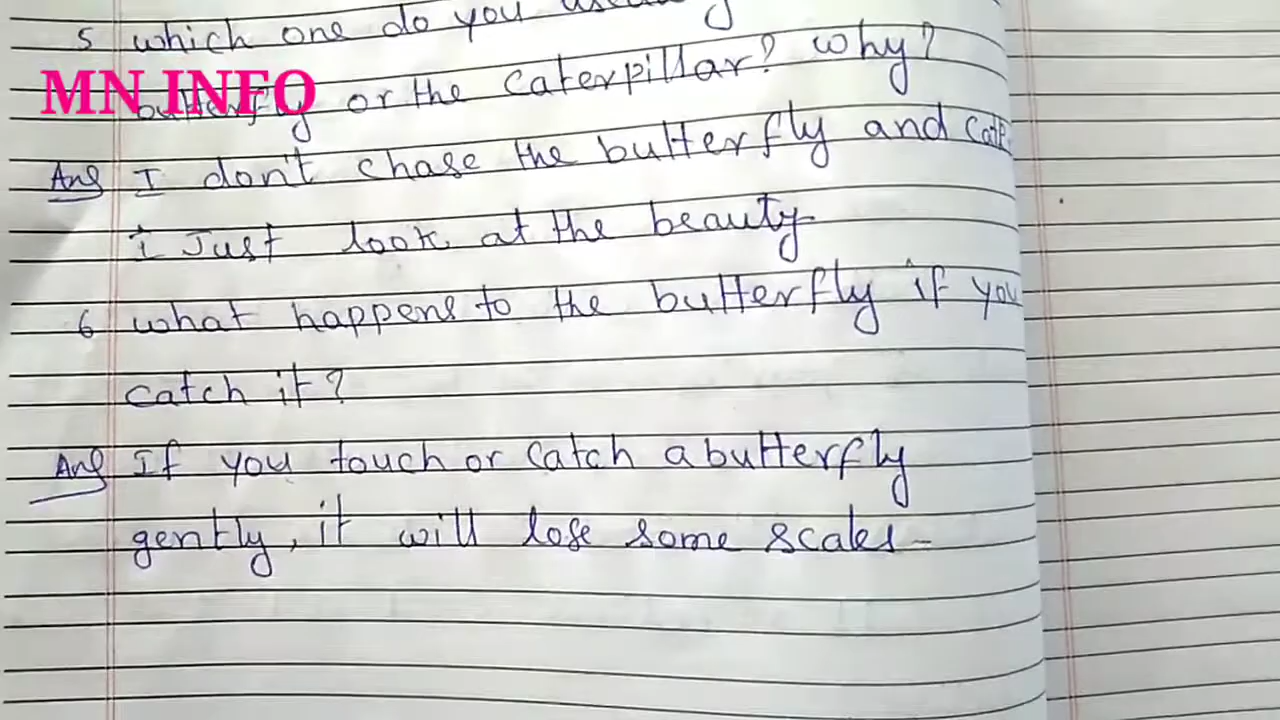 5 which one do you
MN INFO
butterfly or the caterpillar? why?
Ans I don't chase the butterfly and
i Just look at the beauty
6 what happens to the butterfly if you
catch it?
Ans If you touch or catch a butterfly
gently, it will lose some scales-